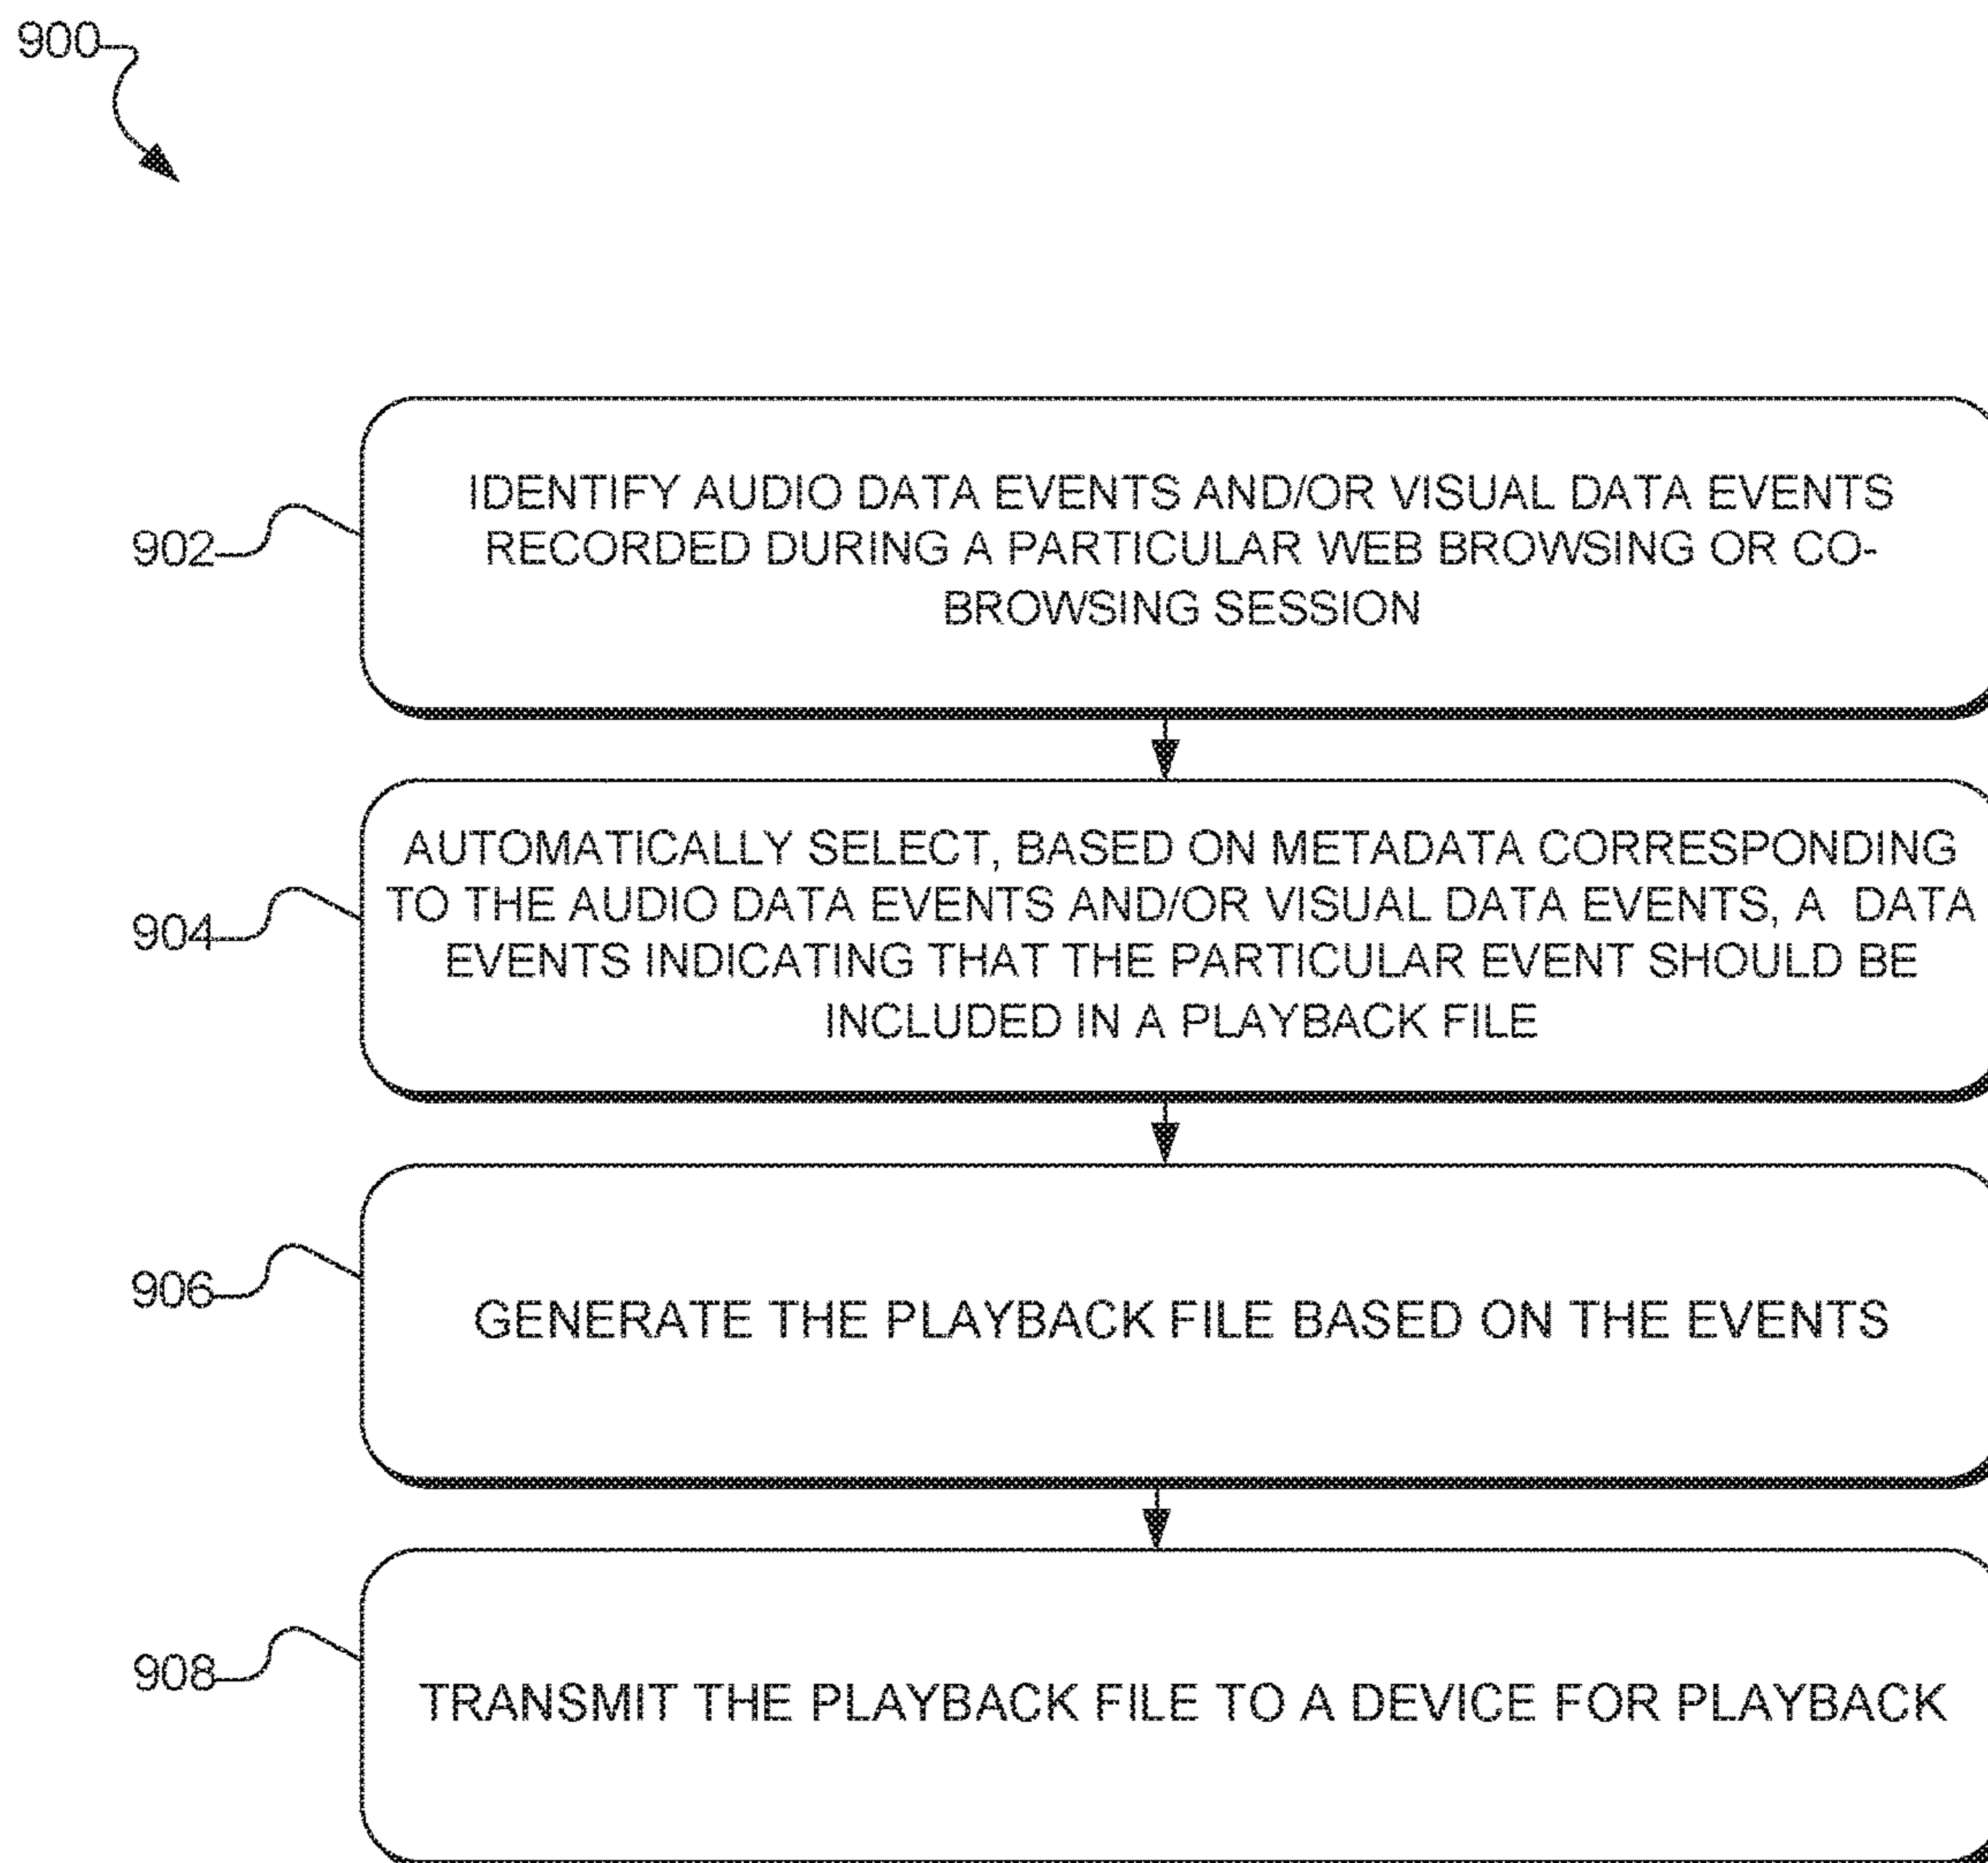 900
902
IDENTIFY AUDIO DATA EVENTS AND/OR VISUAL DATA EVENTS
RECORDED DURING A PARTICULAR WEB BROWSING OR CO-
BROWSING SESSION
904
AUTOMATICALLY SELECT, BASED ON METADATA CORRESPONDING
TO THE AUDIO DATA EVENTS AND/OR VISUAL DATA EVENTS, A DATA
EVENTS INDICATING THAT THE PARTICULAR EVENT SHOULD BE
INCLUDED IN A PLAYBACK FILE
906
GENERATE THE PLAYBACK FILE BASED ON THE EVENTS
908
TRANSMIT THE PLAYBACK FILE TO A DEVICE FOR PLAYBACK